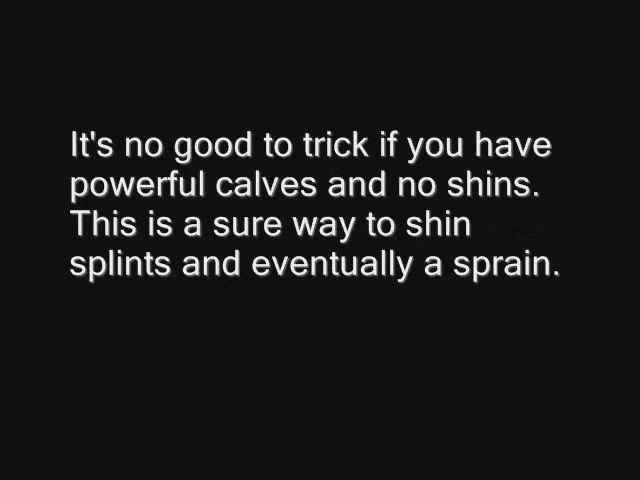 It's no good to trick if you have
powerful calves and no shins.
This is a sure way to shin
splints and eventually a sprain.